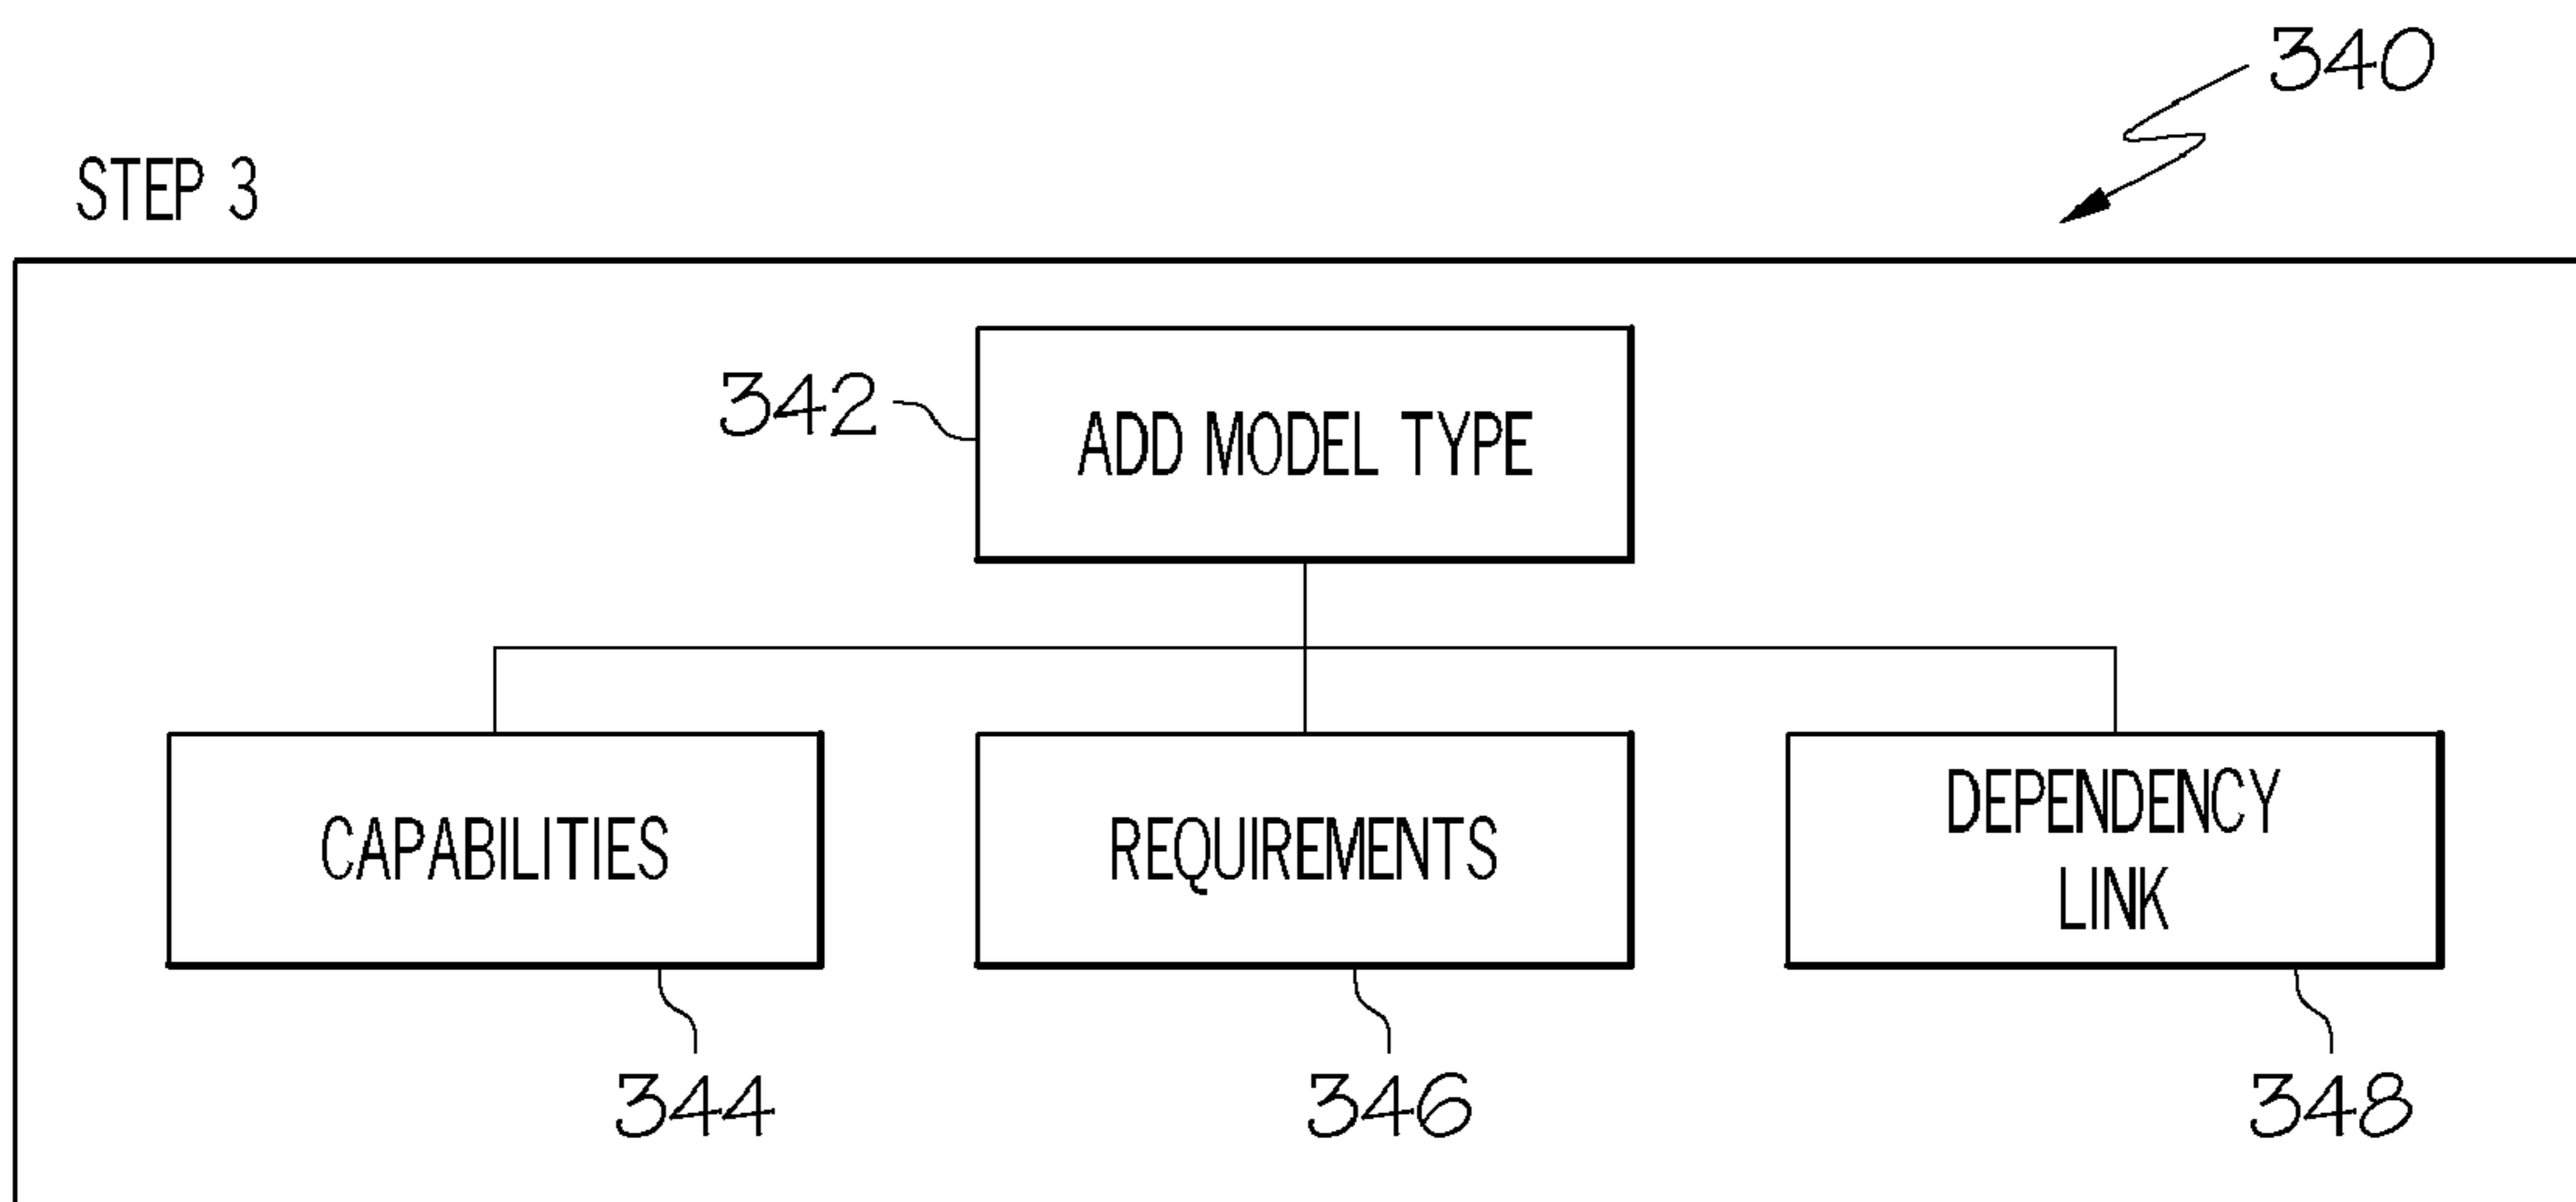 340
STEP 3
342
ADD MODEL TYPE
CAPABILITIES
REQUIREMENTS
DEPENDENCY
LINK
344
346
348